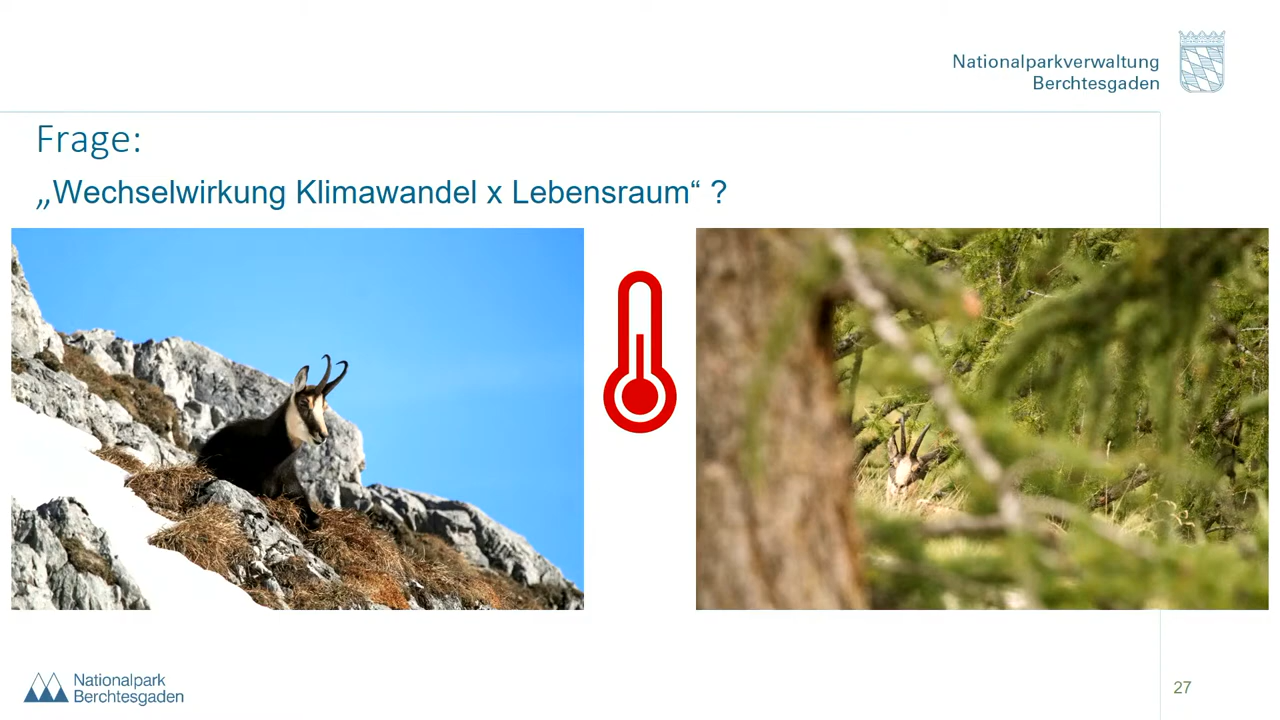 Nationalparkverwaltung
Berchtesgaden
Frage:
„Wechselwirkung Klimawandel x Lebensraum“ ?
Nationalpark
Berchtesgaden
27